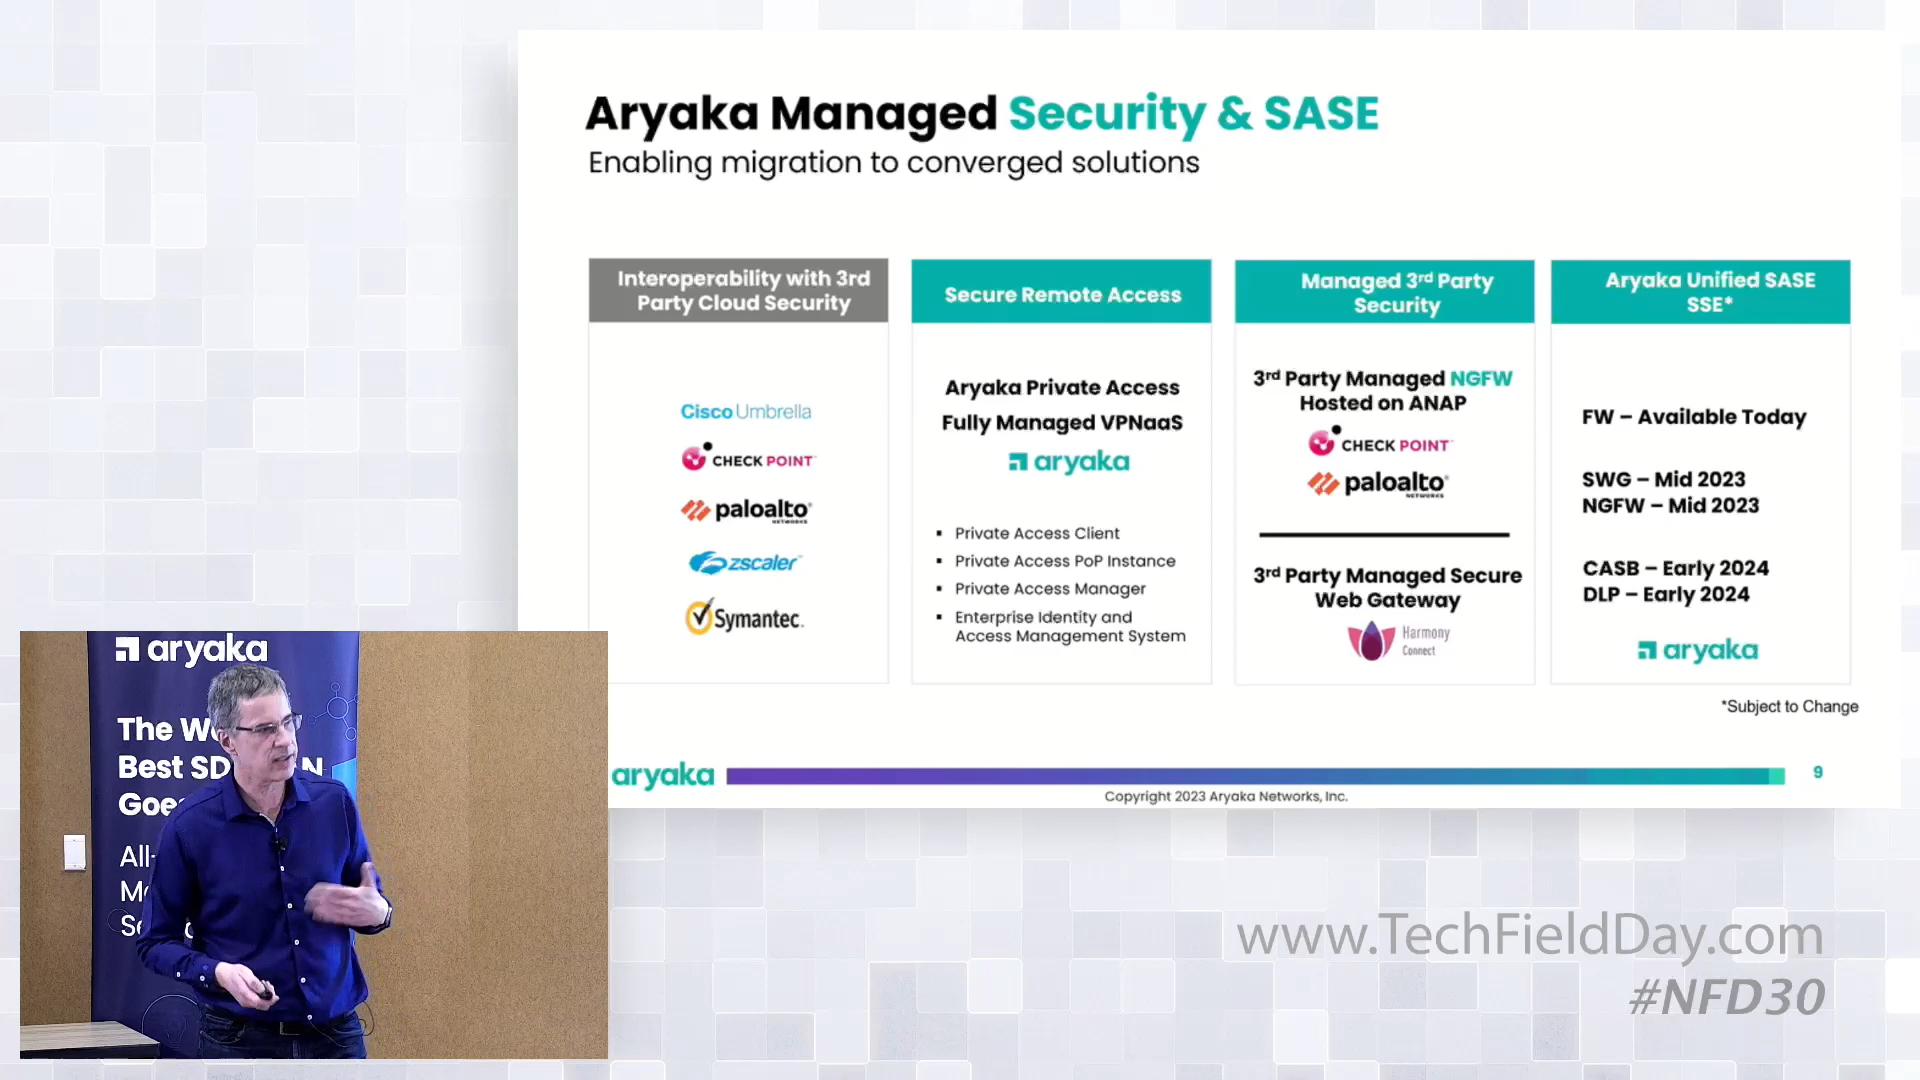 Aryaka Managed Security & SASE
Enabling migration to converged solutions
Interoperability with 3rd
Party Cloud Security
Cisco Umbrella
CHECK POINT
paloalto
NETWORKS
zscaler
Symantec.
Secure Remote Access
Aryaka Private Access
Fully Managed VPNaaS
aryaka
▪ Private Access Client
▪ Private Access PoP Instance
▪ Private Access Manager
▪ Enterprise Identity and
Access Management System
Managed 3rd Party
Security
3rd Party Managed NGFW
Hosted on ANAP
CHECK POINT
paloalto
NETWORKS
3rd Party Managed Secure
Web Gateway
Harmony
Connect
Aryaka Unified SASE
SSE*
FW – Available Today
SWG – Mid 2023
NGFW – Mid 2023
CASB – Early 2024
DLP – Early 2024
aryaka
*Subject to Change
aryaka
9
Copyright 2023 Aryaka Networks, Inc.
aryaka
The
Best
www.TechFieldDay.com
#NFD30